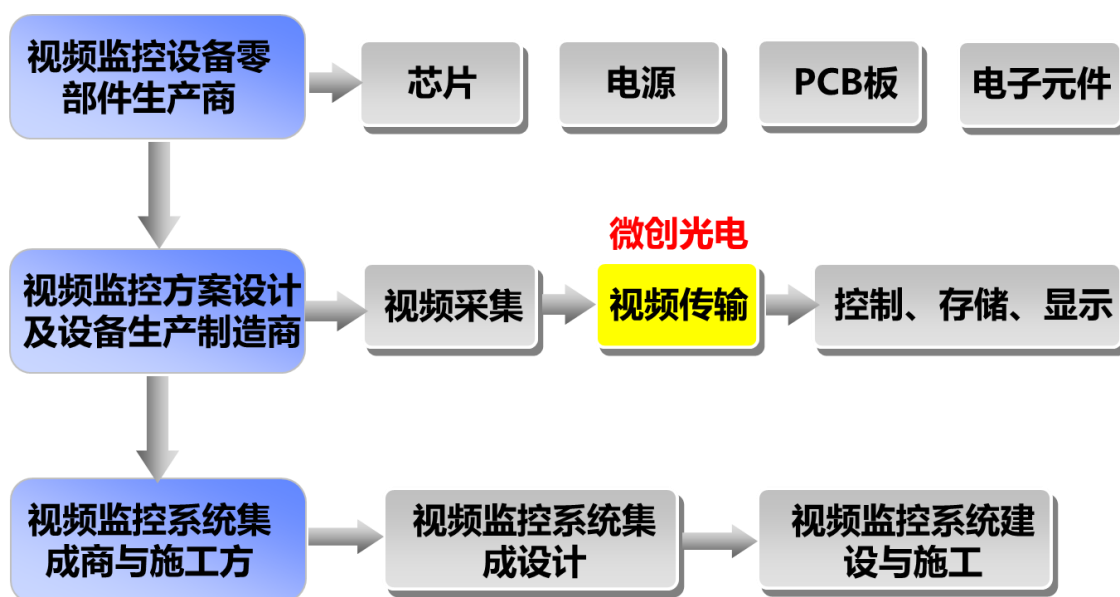 视频监控设备零
部件生产商
芯片
电源
PCB板
电子元件
微创光电
视频监控方案设计
及设备生产制造商
视频采集
视频传输
控制、存储、显示
视频监控系统集
成商与施工方
视频监控系统集
成设计
视频监控系统建
设与施工